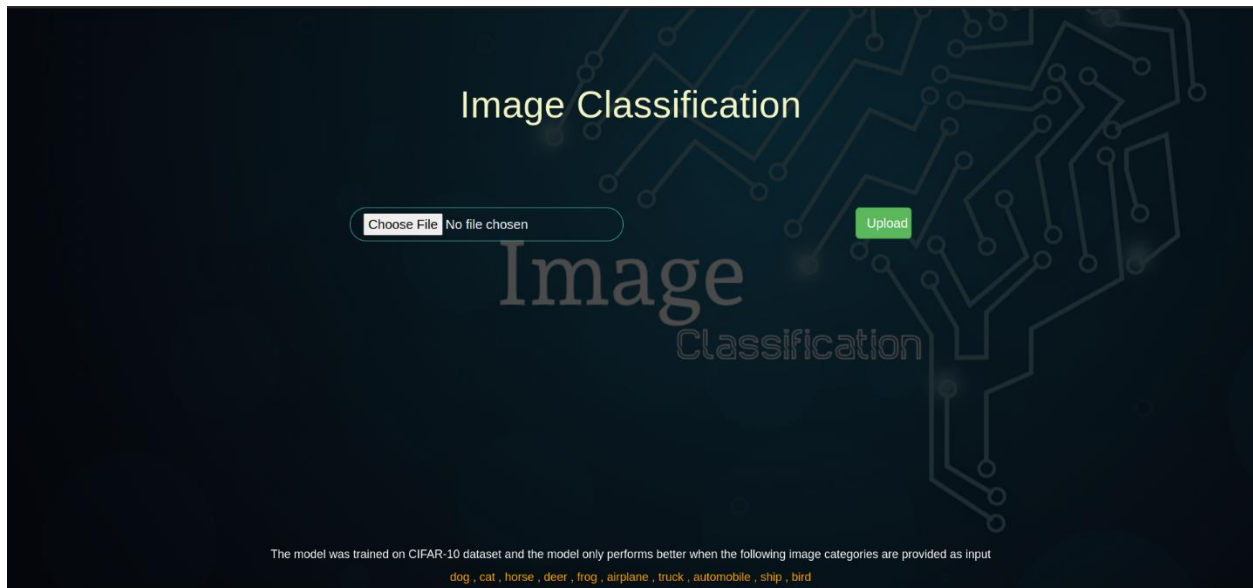 Image Classification
Choose File No file chosen
Upload
Image
Classification
The model was trained on CIFAR-10 dataset and the model only performs better when the following image categories are provided as input
dog , cat , horse , deer , frog , airplane , truck , automobile , ship , bird